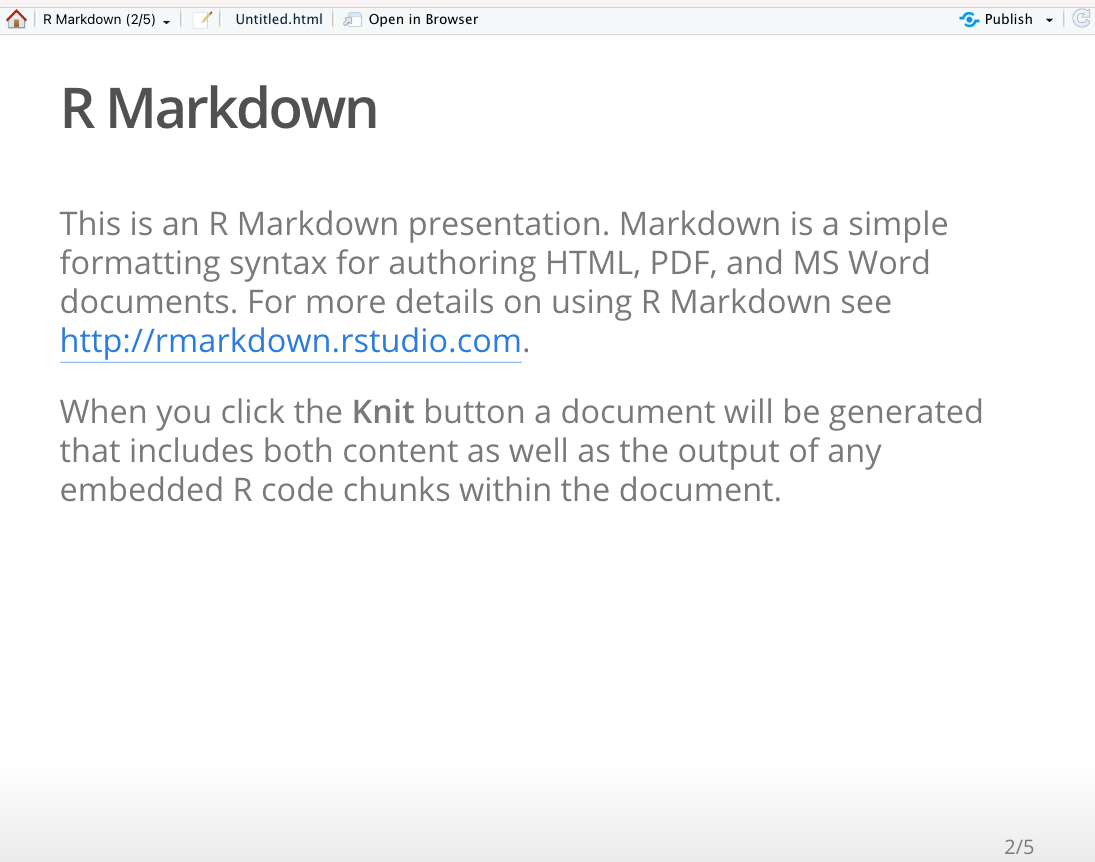 R Markdown (2/5) Untitled.html Open in Browser Publish
R Markdown
This is an R Markdown presentation. Markdown is a simple
formatting syntax for authoring HTML, PDF, and MS Word
documents. For more details on using R Markdown see
http://rmarkdown.rstudio.com.
When you click the Knit button a document will be generated
that includes both content as well as the output of any
embedded R code chunks within the document.
2/5